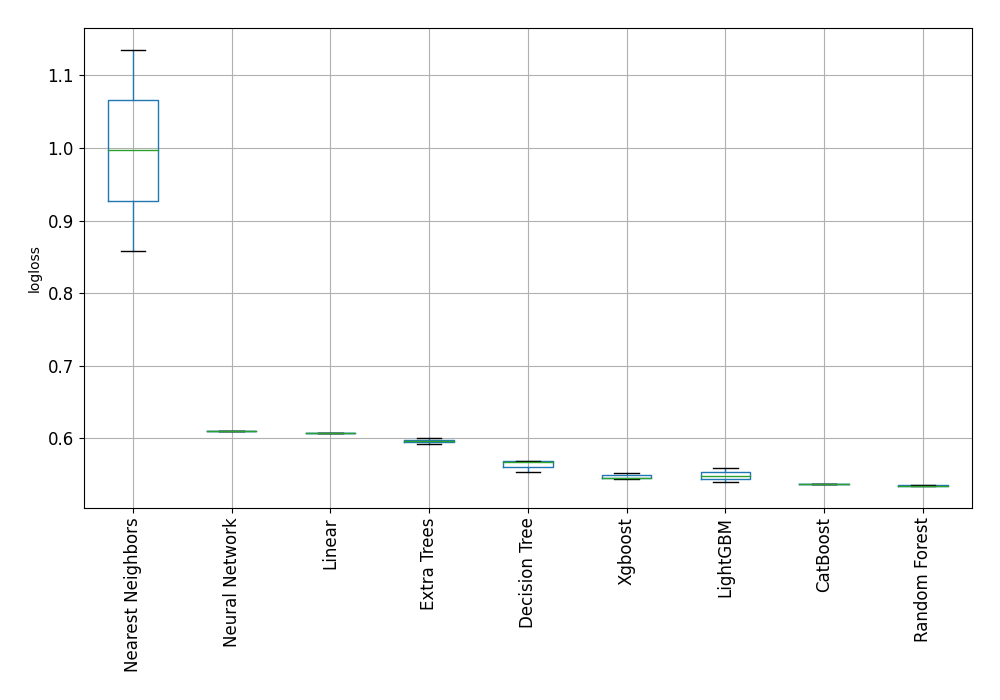 1.1
1.0
0.9
0.8
0.7
0.6
logloss
Nearest Neighbors
Neural Network
Linear
Extra Trees
Decision Tree
Xgboost
LightGBM
CatBoost
Random Forest